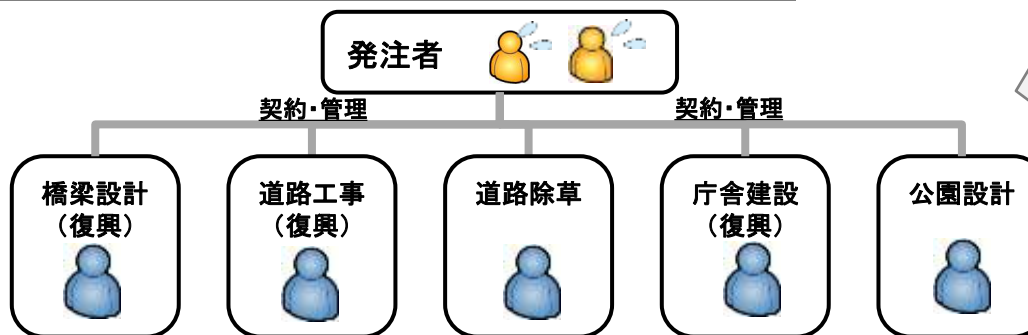 発注者
契約・管理
契約・管理
橋梁設計
（復興）
道路工事
（復興）
道路除草
庁舎建設
（復興）
公園設計